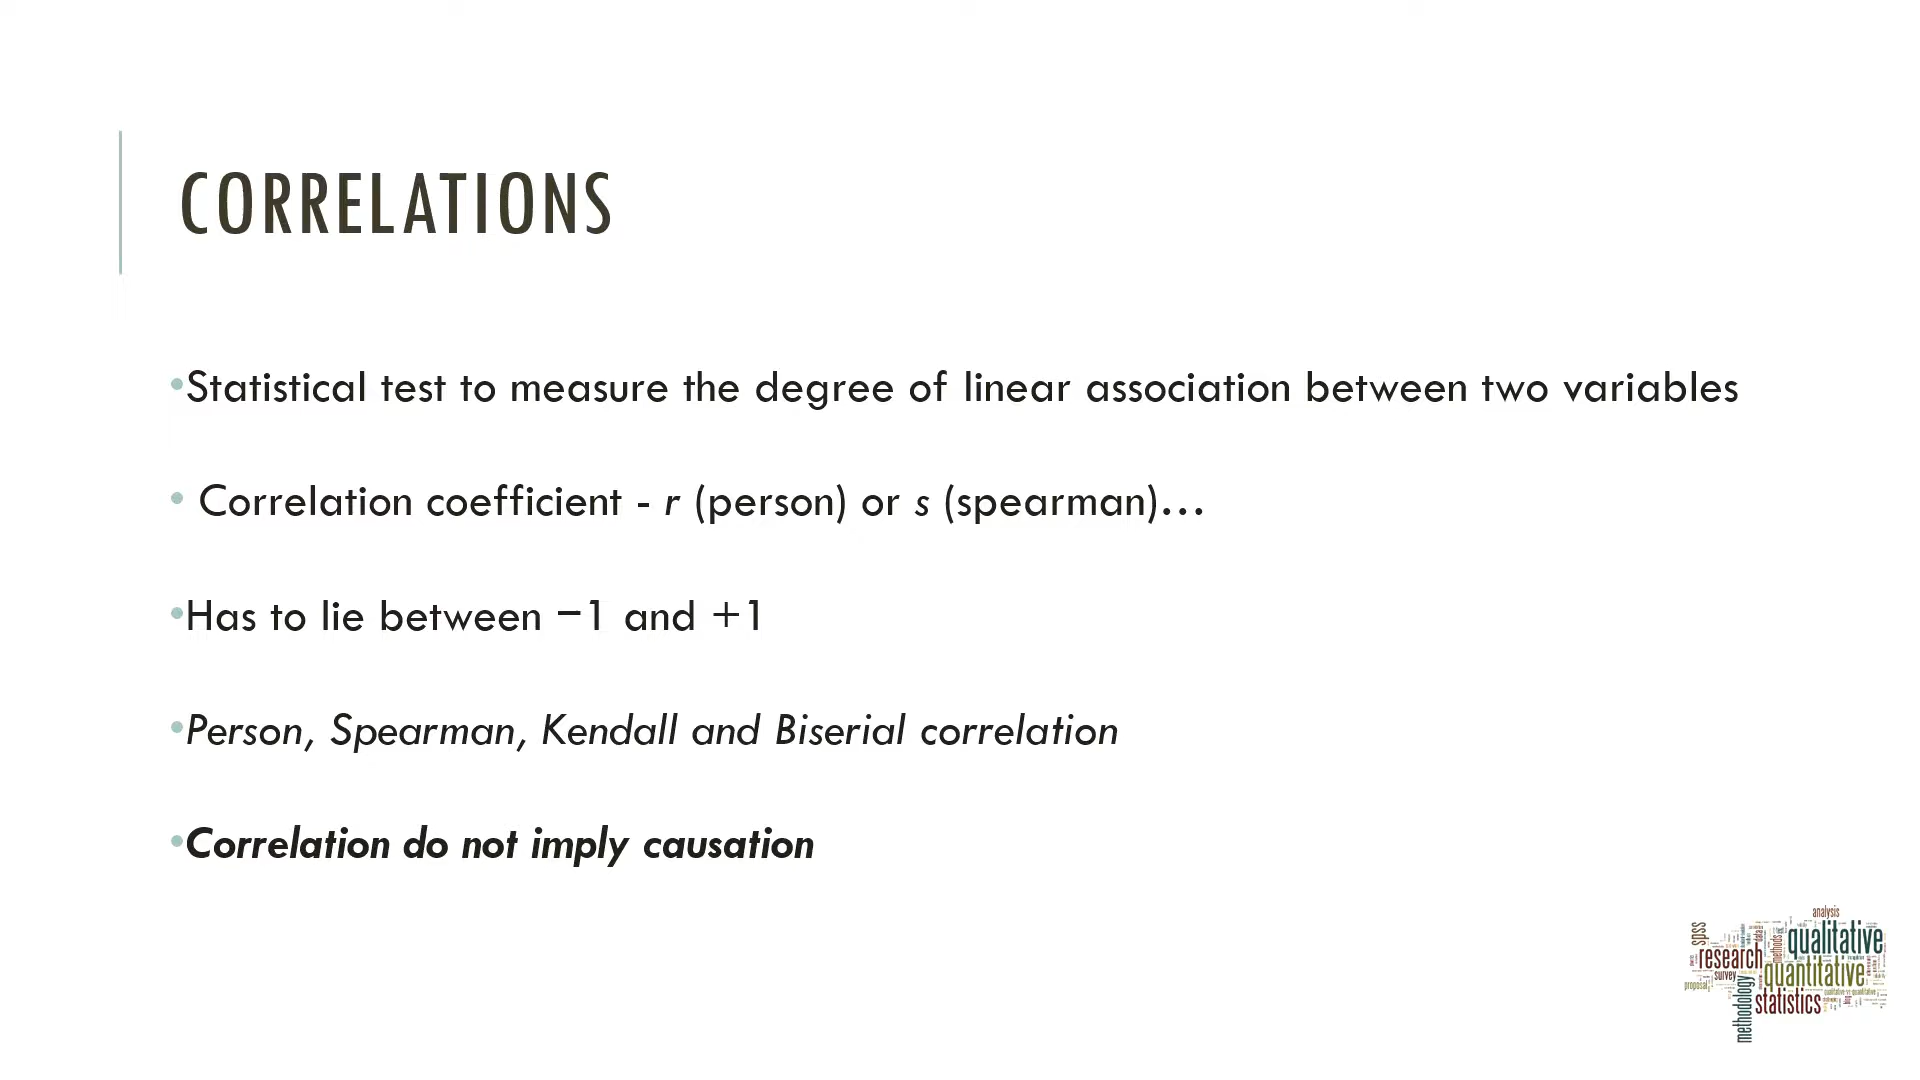 CORRELATIONS
•Statistical test to measure the degree of linear association between two variables
• Correlation coefficient - r (person) or s (spearman)...
•Has to lie between −1 and +1
•Person, Spearman, Kendall and Biserial correlation
•Correlation do not imply causation
analysis
spss
qualitative
research
methods
data
survey
quantitative
proposal
statistics
methodology